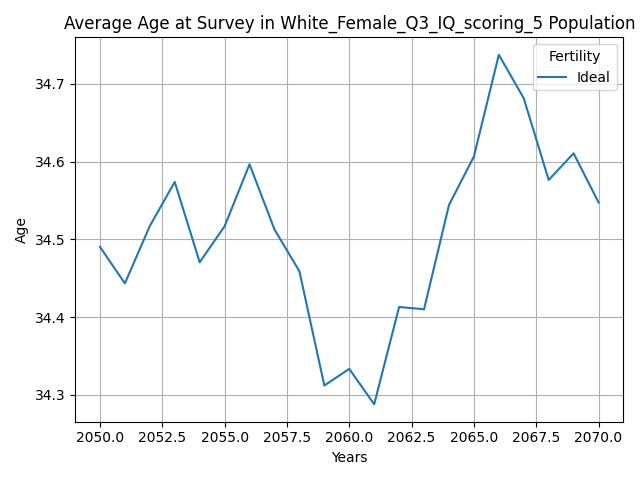 Average Age at Survey in White_Female_Q3_IQ_scoring_5 Population
Fertility
Ideal
34.7
34.6
34.5
34.4
34.3
Age
2050.0 2052.5 2055.0 2057.5 2060.0 2062.5 2065.0 2067.5 2070.0
Years